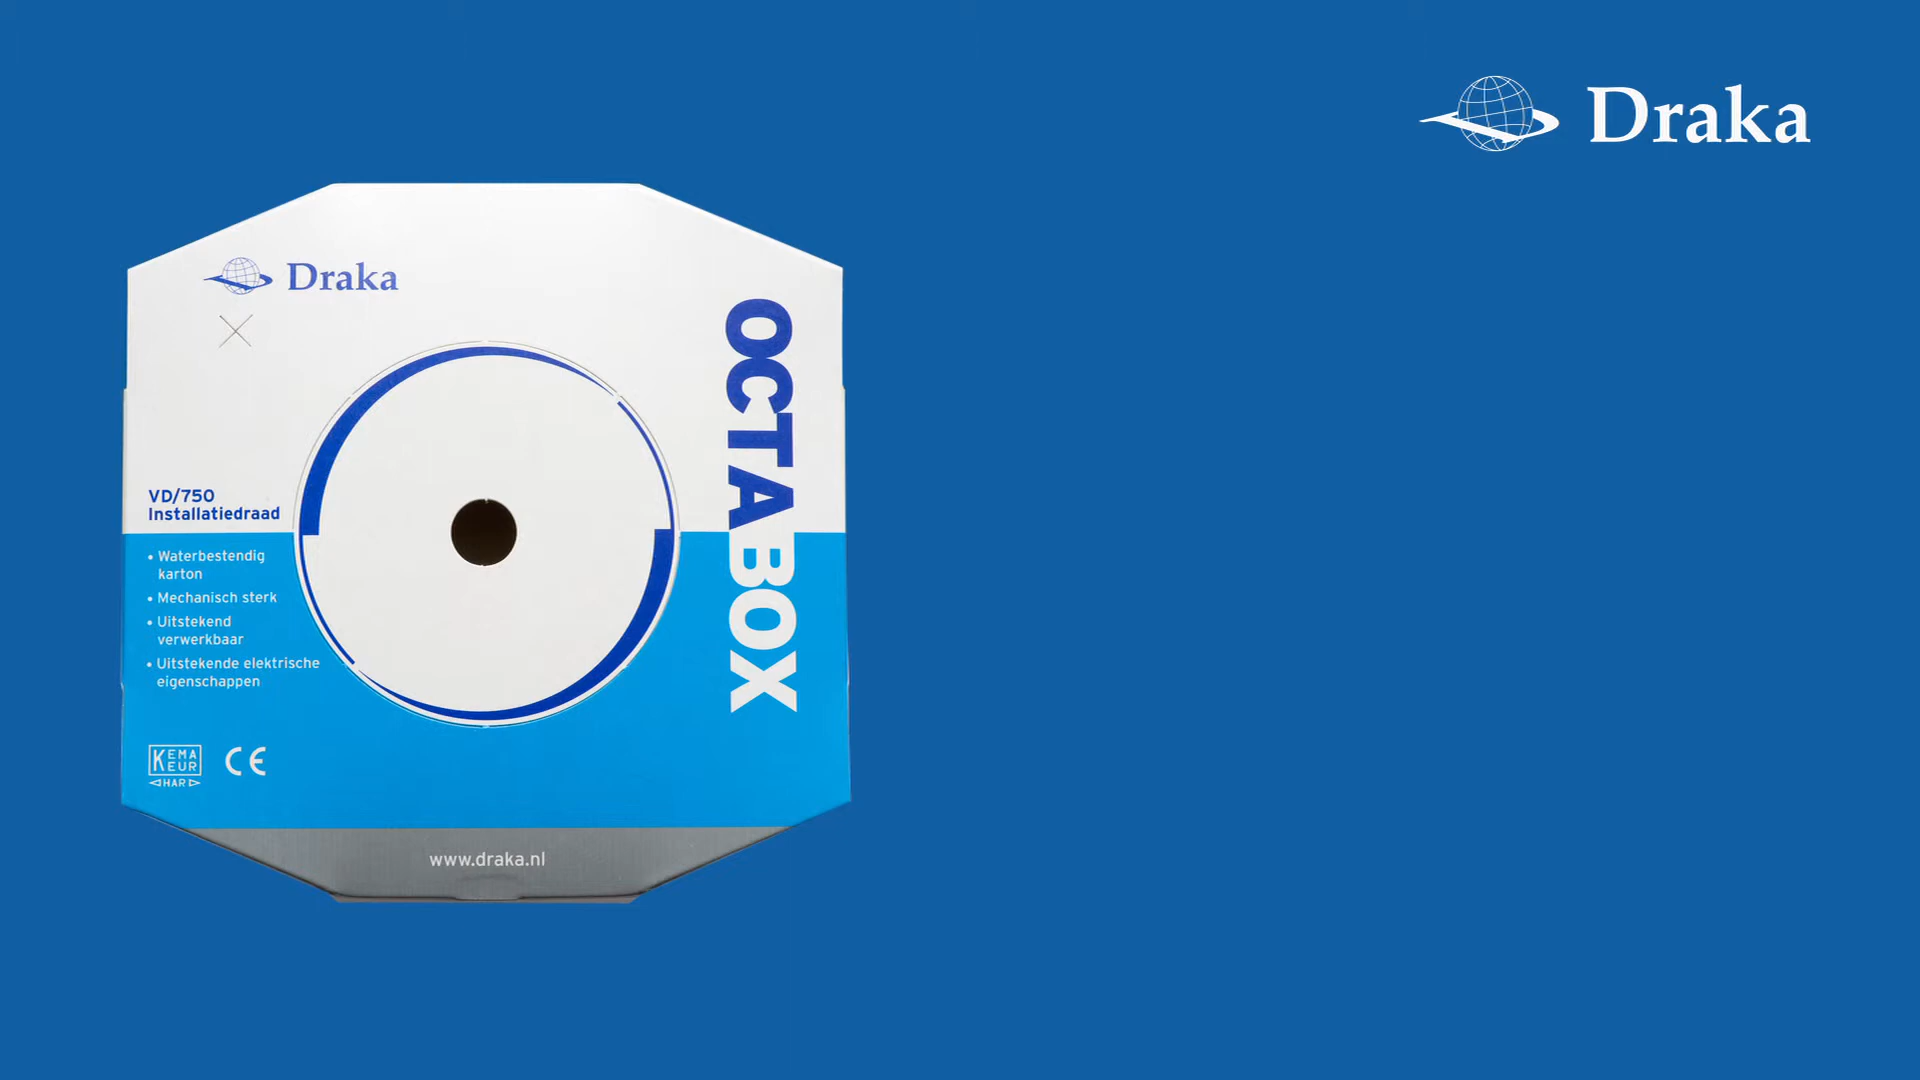 Draka
Draka
OCTABOX
VD/750
Installatiedraad
• Waterbestendig
karton
• Mechanisch sterk
• Uitstekend
verwerkbaar
• Uitstekende elektrische
eigenschappen
KEMA
KEUR
HAR
CE
www.draka.nl